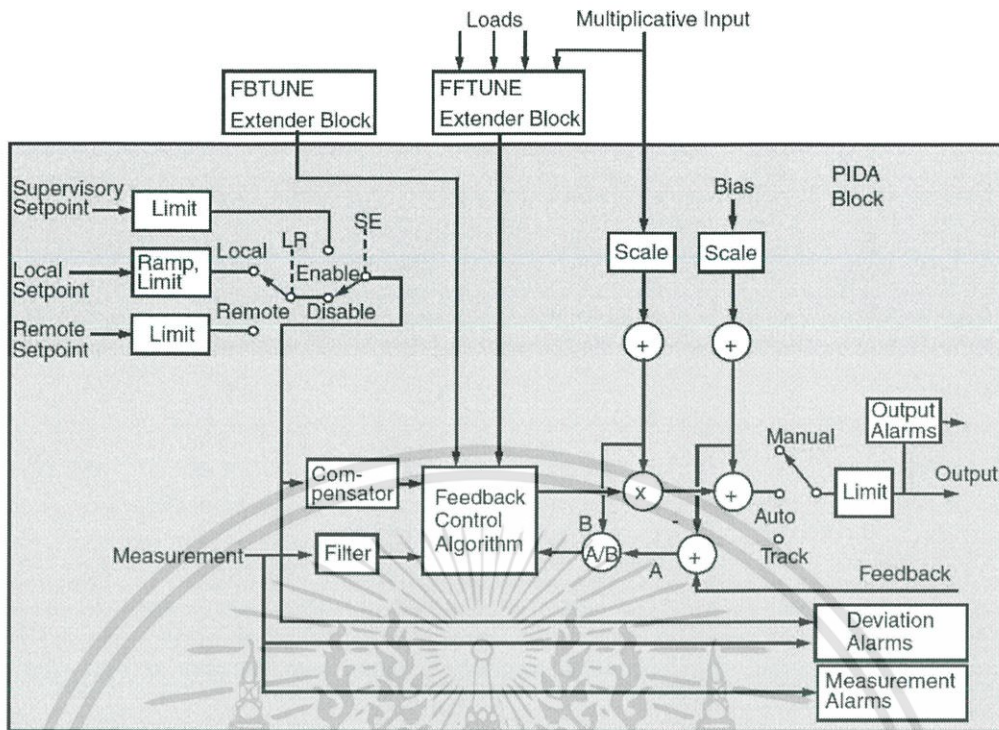 Loads
Multiplicative Input
FBTUNE
Extender Block
FFTUNE
Extender Block
PIDA
Block
Supervisory
Setpoint
Limit
SE
Bias
LR
Local
Enable
Scale
Scale
Local
Setpoint
Ramp,
Limit
Remote
Disable
Remote
Setpoint
Limit
+
+
Output
Alarms
Manual
Output
Com-
pensator
Feedback
Control
Algorithm
x
+
Limit
Auto
-
B
A/B
A
+
Track
Measurement
Filter
Feedback
Deviation
Alarms
Measurement
Alarms